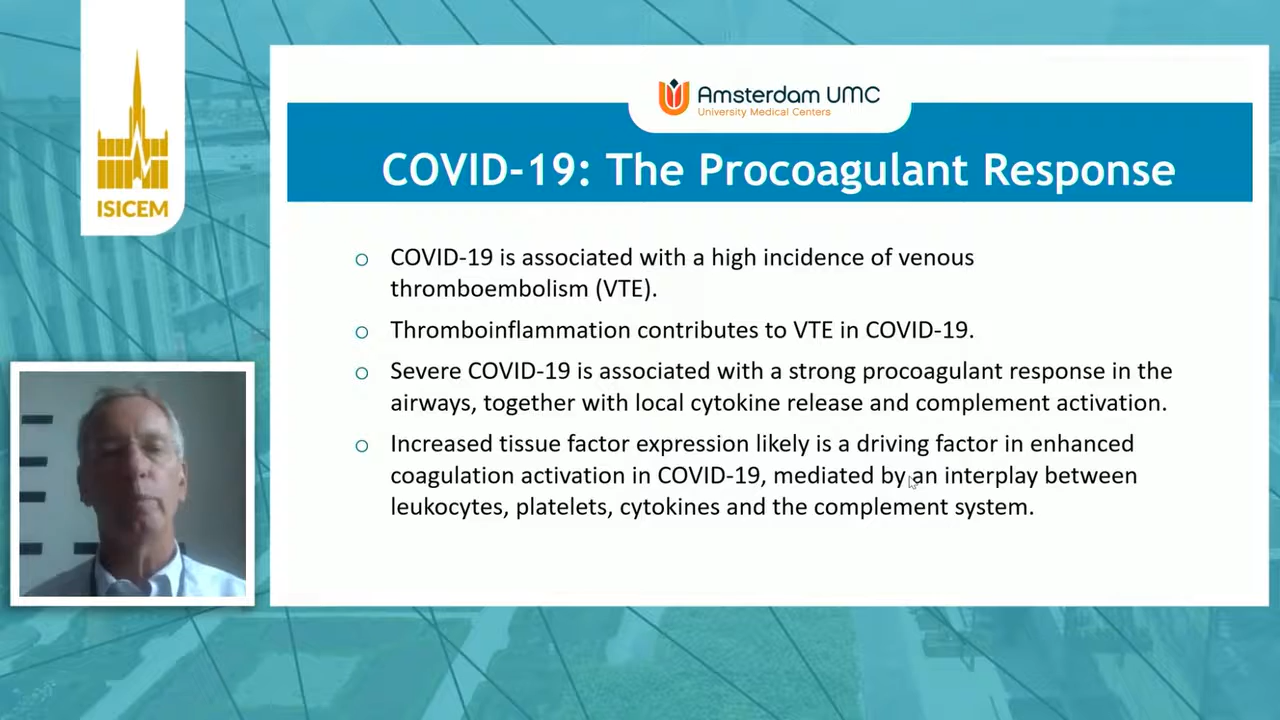 Amsterdam UMC
University Medical Centers
COVID-19: The Procoagulant Response
ISICEM
COVID-19 is associated with a high incidence of venous
thromboembolism (VTE).
Thromboinflammation contributes to VTE in COVID-19.
Severe COVID-19 is associated with a strong procoagulant response in the
airways, together with local cytokine release and complement activation.
Increased tissue factor expression likely is a driving factor in enhanced
coagulation activation in COVID-19, mediated by an interplay between
leukocytes, platelets, cytokines and the complement system.